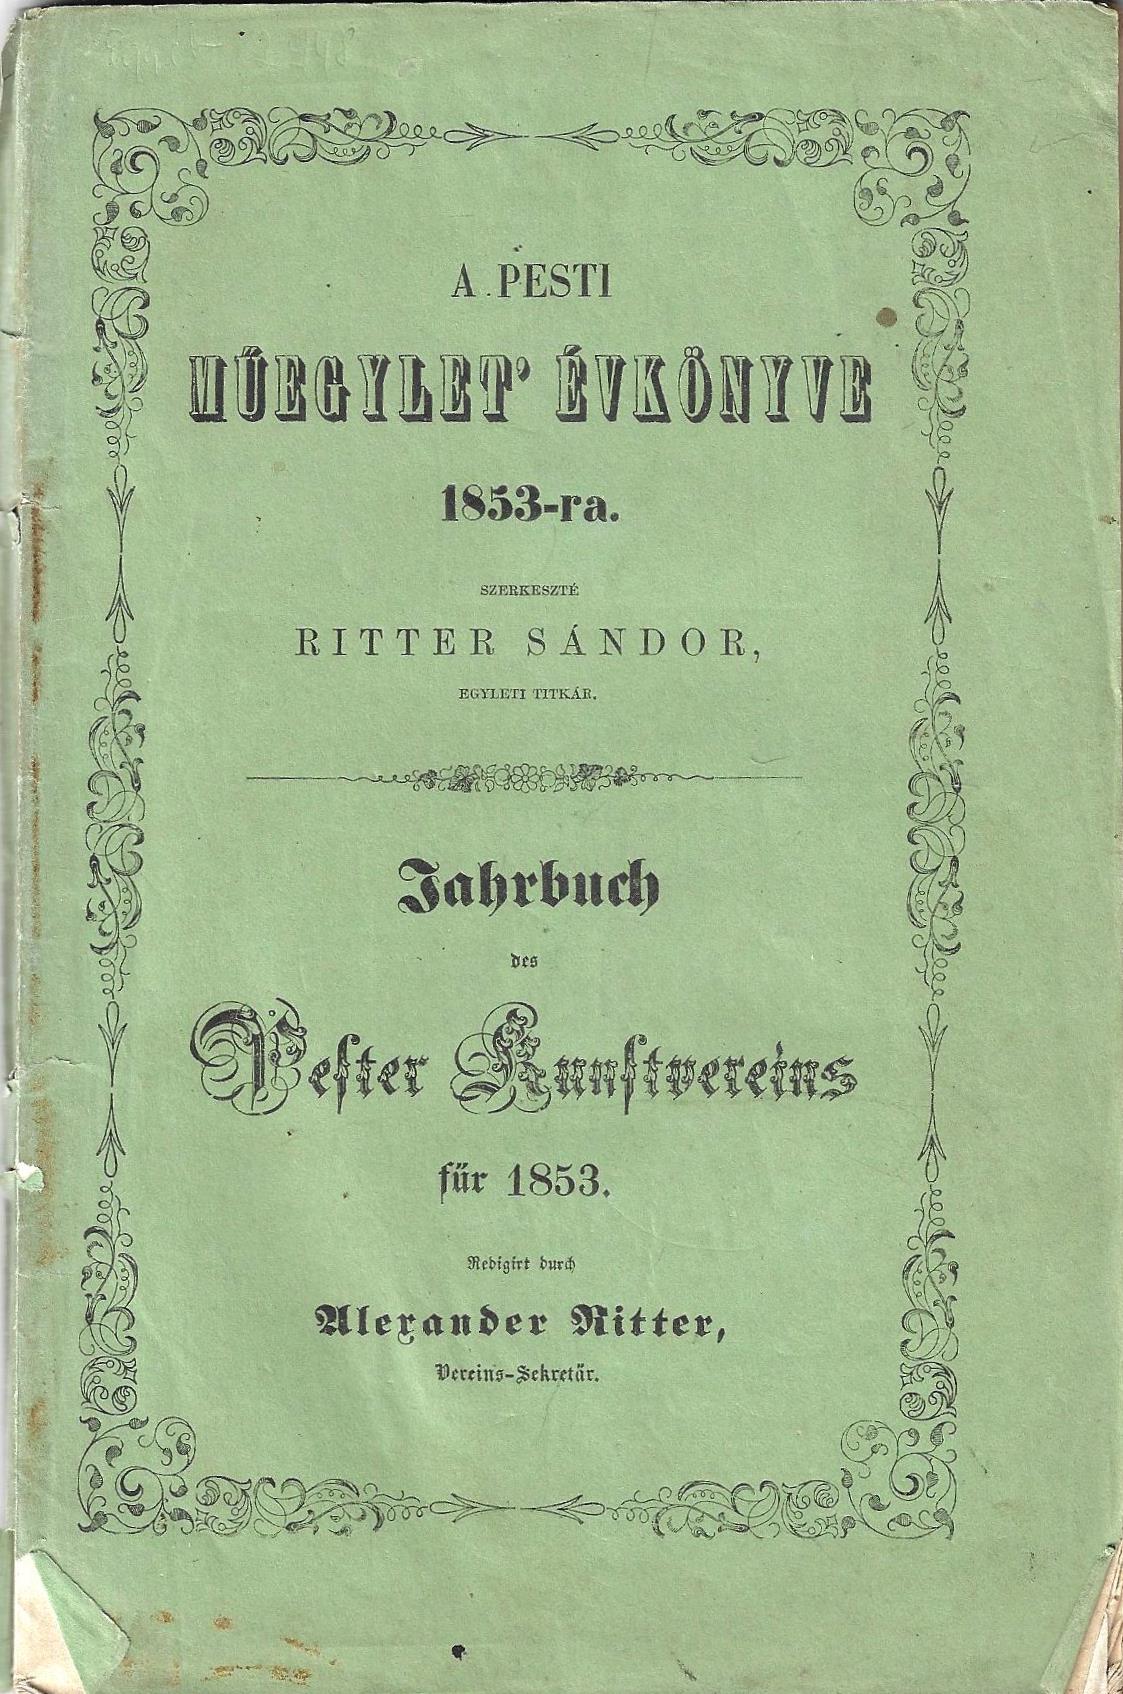 A PESTI
MŰEGYLET’ ÉVKÖNYVE
1853-ra.
SZERKESZTÉ
RITTER SÁNDOR,
EGYLETI TITKÁR.
Jahrbuch
des
Pester Kunstvereins
für 1853.
Redigirt durch
Alexander Ritter,
Vereins-Sekretär.